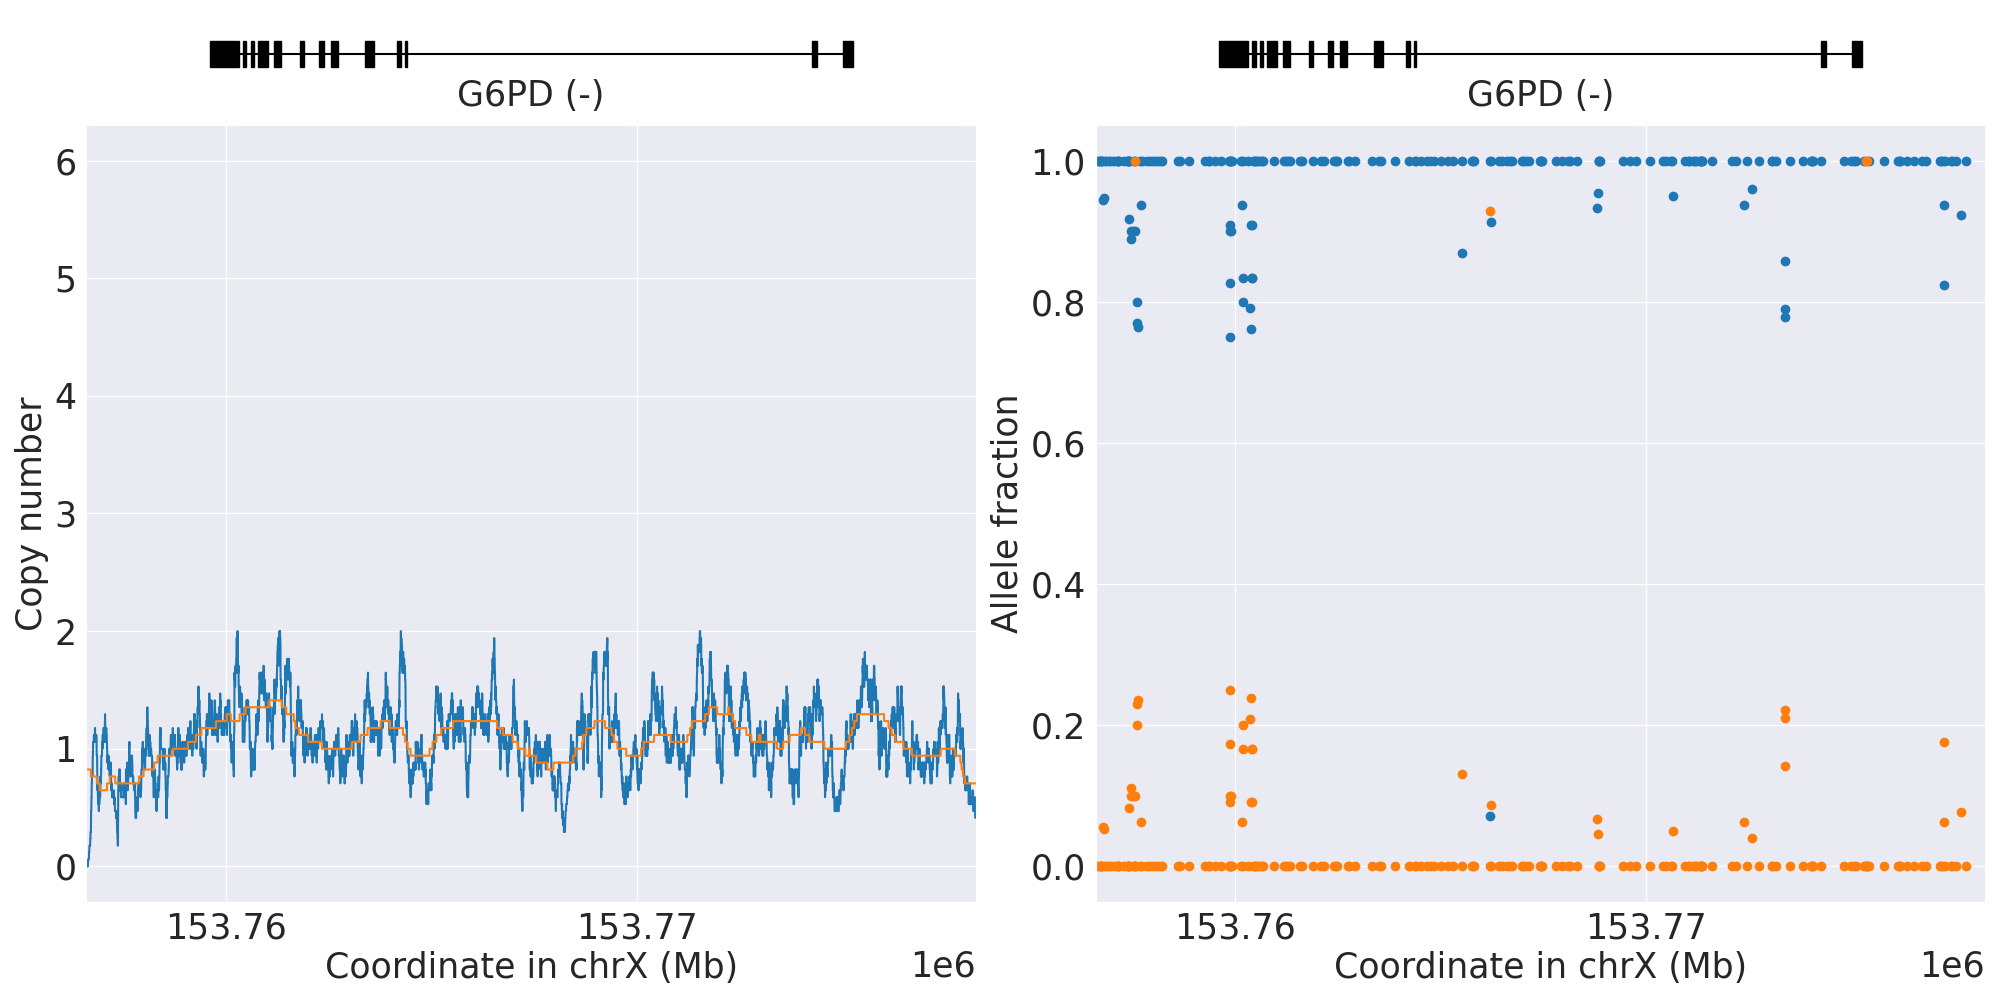 G6PD (-)
6
5
4
3
2
1
0
Copy number
153.76
153.77
Coordinate in chrX (Mb)
1e6
G6PD (-)
1.0
0.8
0.6
0.4
0.2
0.0
Allele fraction
153.76
153.77
Coordinate in chrX (Mb)
1e6